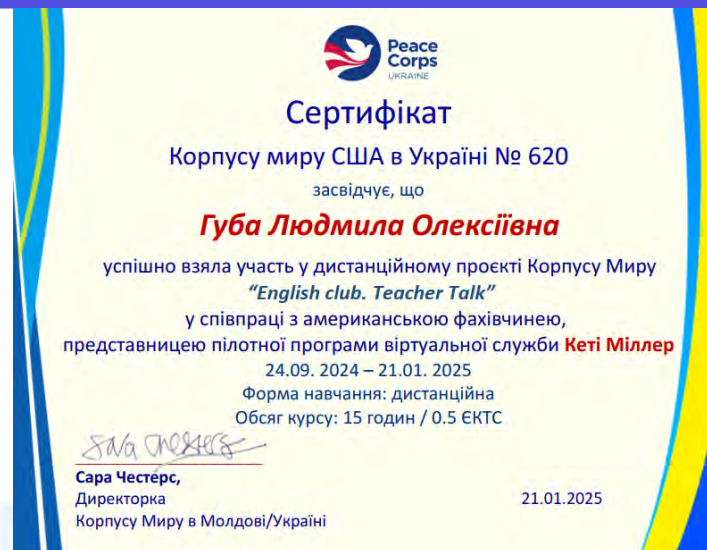 Peace
Corps
UKRAINE
Сертифікат
Корпусу миру США в Україні № 620
засвідчує, що
Губа Людмила Олексіївна
успішно взяла участь у дистанційному проєкті Корпусу Миру
“English club. Teacher Talk”
у співпраці з американською фахівчинею,
представницею пілотної програми віртуальної служби Кеті Міллер
24.09. 2024 – 21.01. 2025
Форма навчання: дистанційна
Обсяг курсу: 15 годин / 0.5 ЄКТС
Сара Честерс,
Директорка
21.01.2025
Корпусу Миру в Молдові/Україні